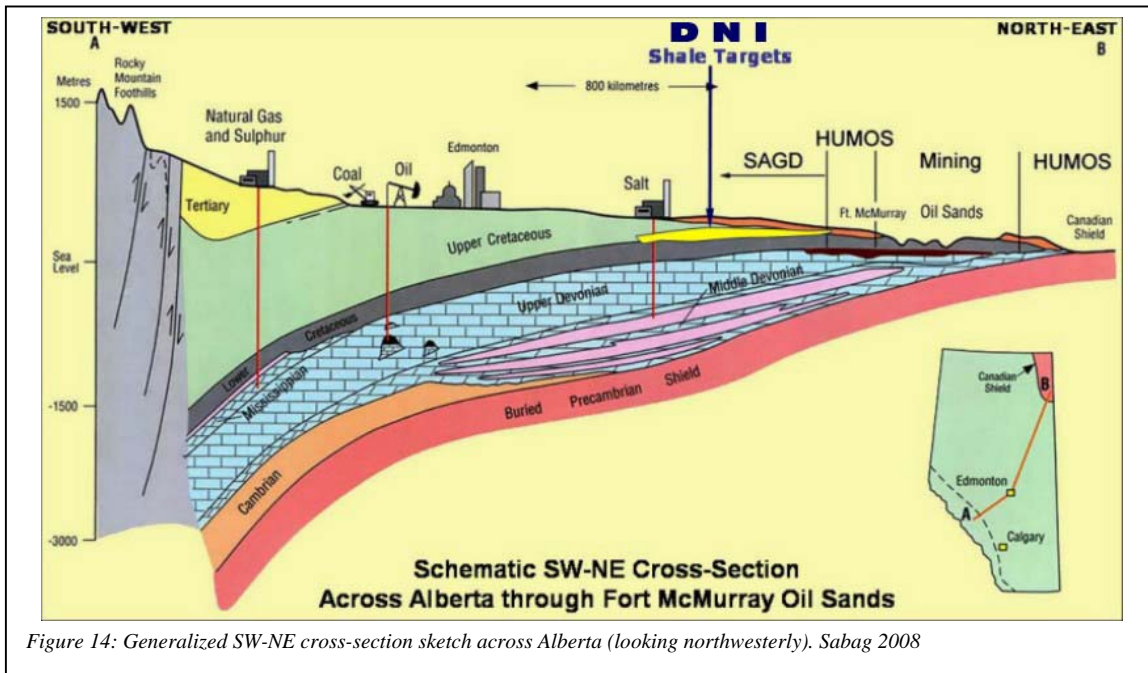 SOUTH-WEST
A
DNI
Shale Targets
NORTH-EAST
B
Rocky
Mountain
Foothills
Metres
1500
800 kilometres
Natural Gas
and Sulphur
Coal
Oil
Edmonton
Salt
SAGD
HUMOS
Mining
HUMOS
Ft. McMurray
Oil Sands
Canadian
Shield
Tertiary
Upper Cretaceous
Sea
Level
Upper Devonian
Middle Devonian
Lower Cretaceous
Mississippian
-1500
Buried Precambrian Shield
Cambrian
-3000
Canadian
Shield
B
Edmonton
A
Calgary
Schematic SW-NE Cross-Section
Across Alberta through Fort McMurray Oil Sands
Figure 14: Generalized SW-NE cross-section sketch across Alberta (looking northwesterly). Sabag 2008